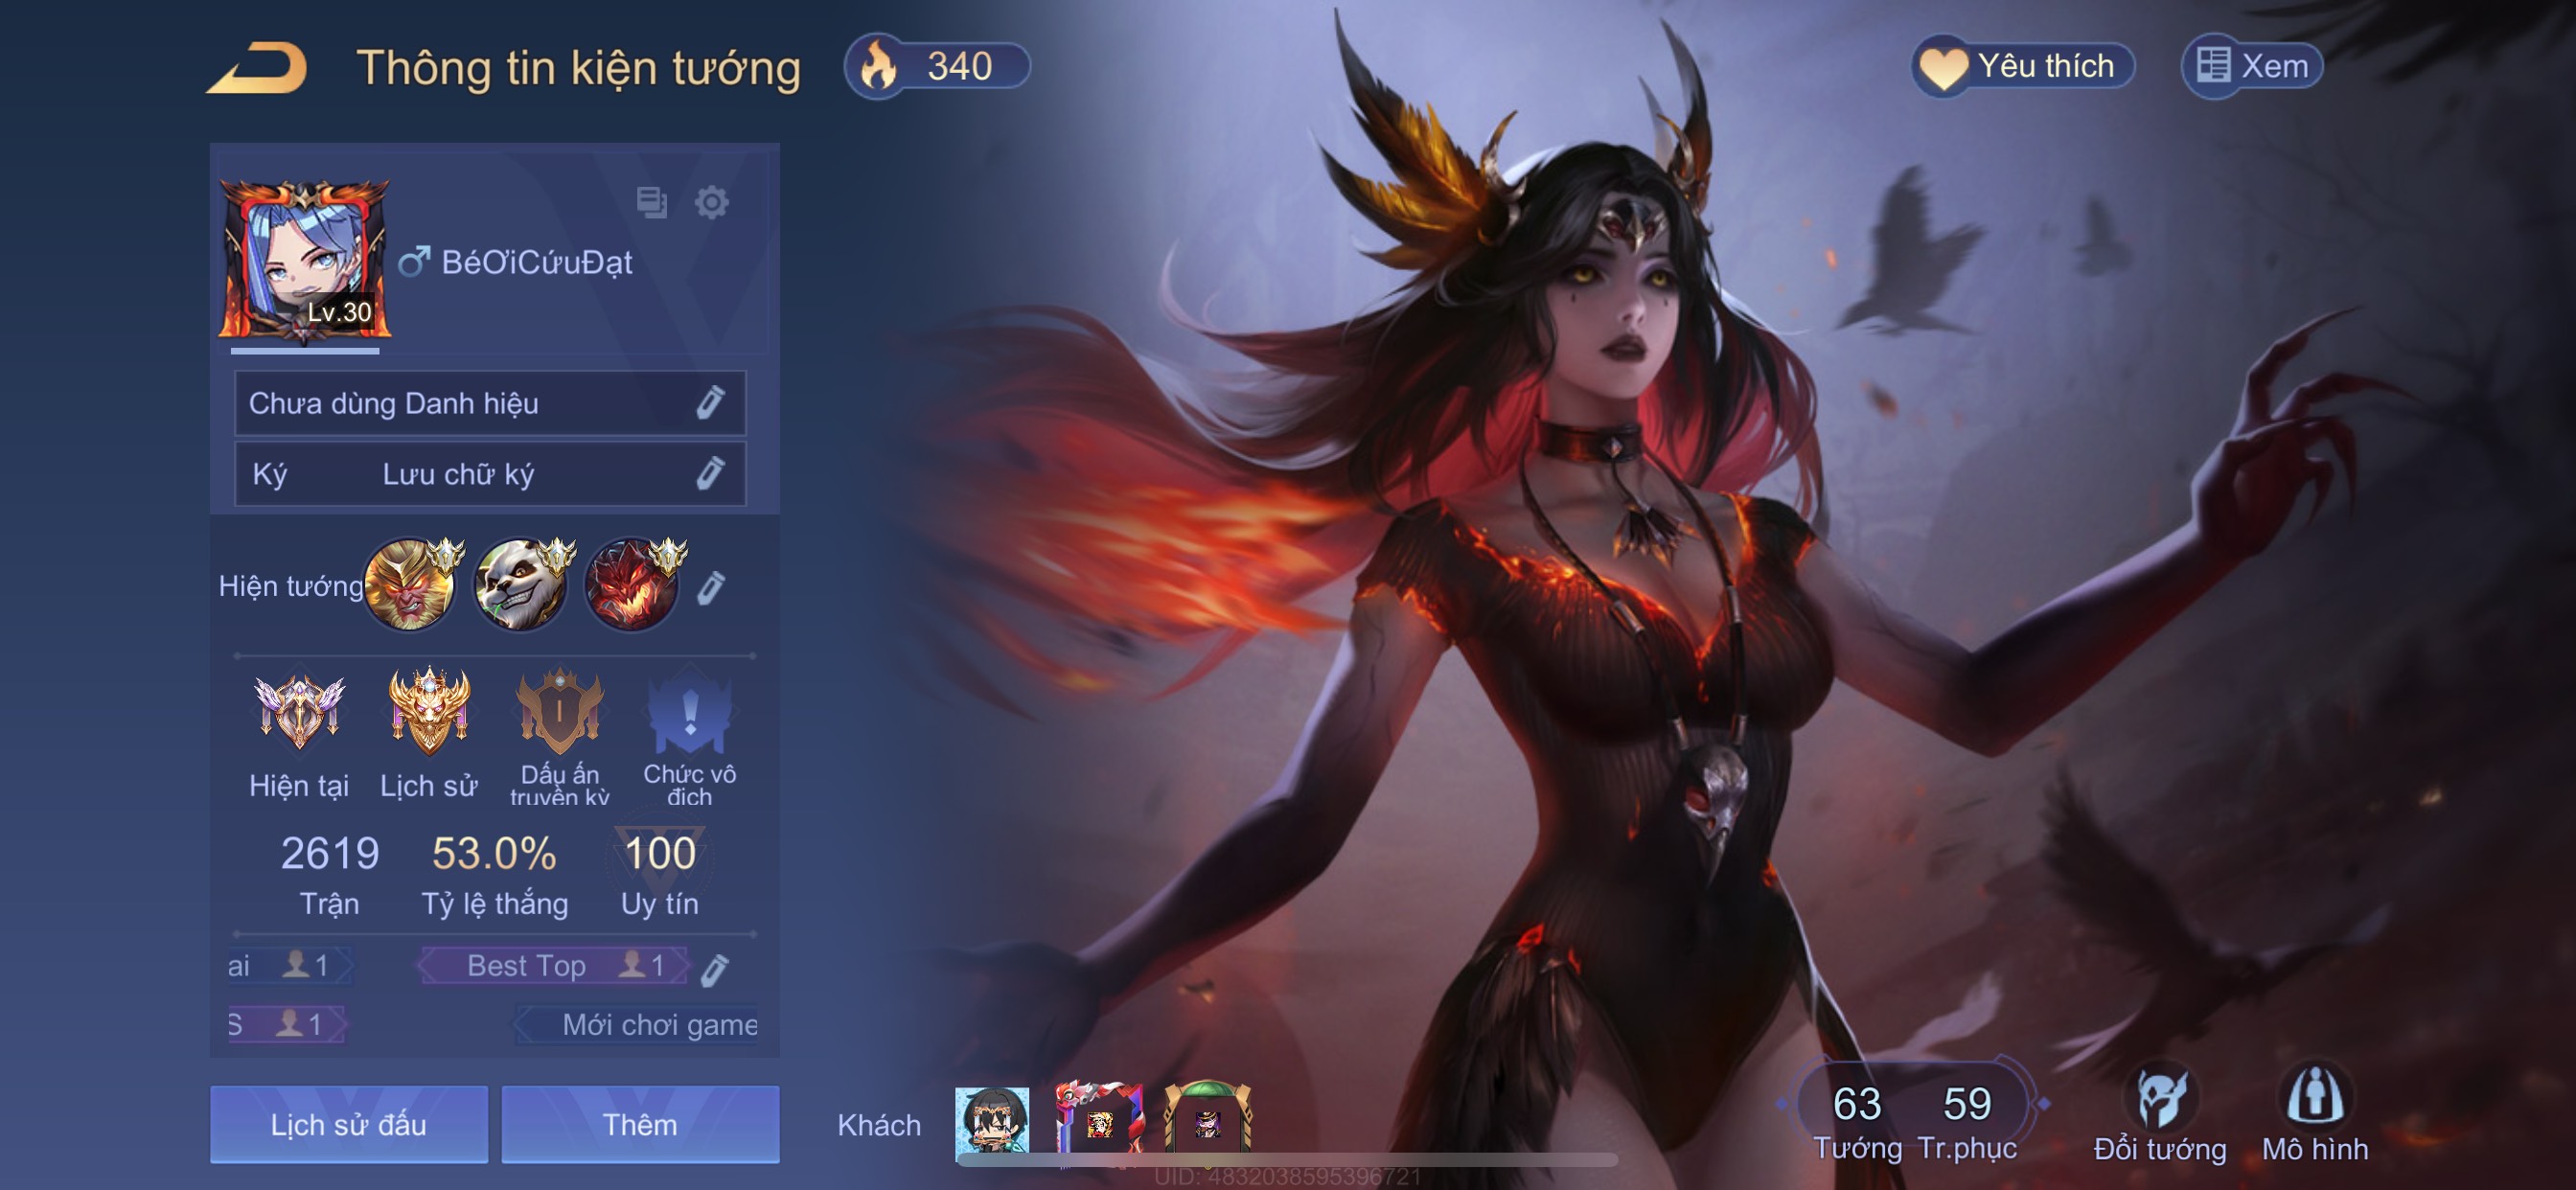 Thông tin kiện tướng
340
Yêu thích
Xem
BéƠiCứuĐạt
Lv.30
Chưa dùng Danh hiệu
Ký Lưu chữ ký
Hiện tướng
Hiện tại
Lịch sử
Dấu ấn
truyền kỳ
Chức vô
địch
2619
53.0%
100
Trận
Tỷ lệ thắng
Uy tín
ai 1
Best Top 1
S 1
Mới chơi game
Lịch sử đấu
Thêm
Khách
63
59
Tướng
Tr.phục
Đổi tướng
Mô hình
UID: 4832038595396721